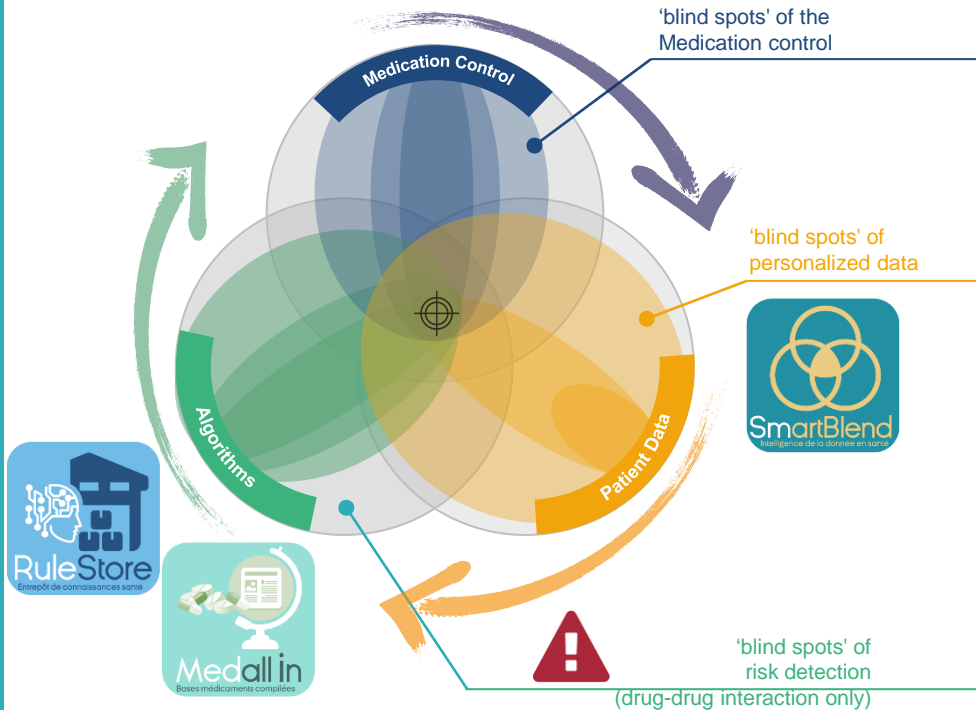 ‘blind spots' of the
Medication control
Medication Control
‘blind spots' of
personalized data
SmartBlend
Intelligence de la donnée en santé
Algorithms
Patient Data
RuleStore
Entrepôt de connaissances santé
Medall in
Bases médicaments compilées
‘blind spots' of
risk detection
(drug-drug interaction only)